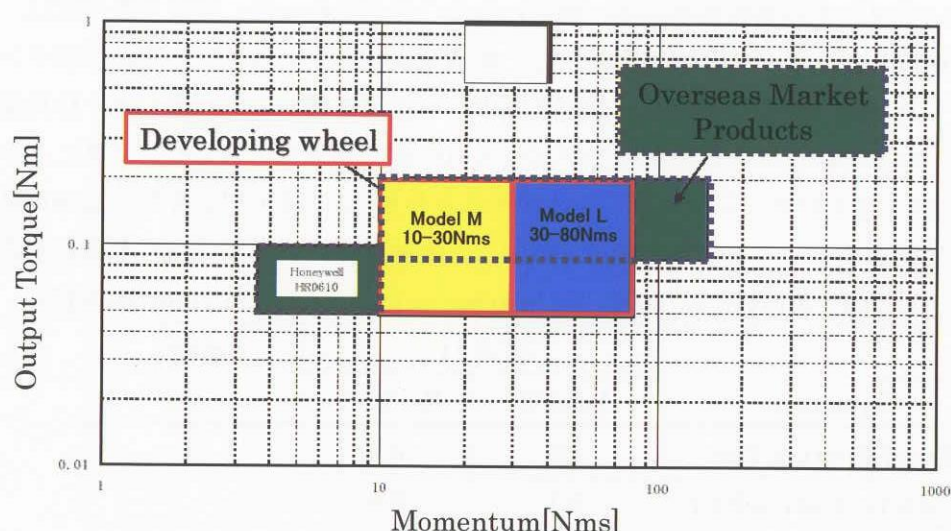 1
Overseas Market
Products
Developing wheel
Output Torque[Nm]
Model M
10-30Nms
Model L
30-80Nms
0.1
Honeywell
HR0610
0.01
1
10
100
1000
Momentum[Nms]